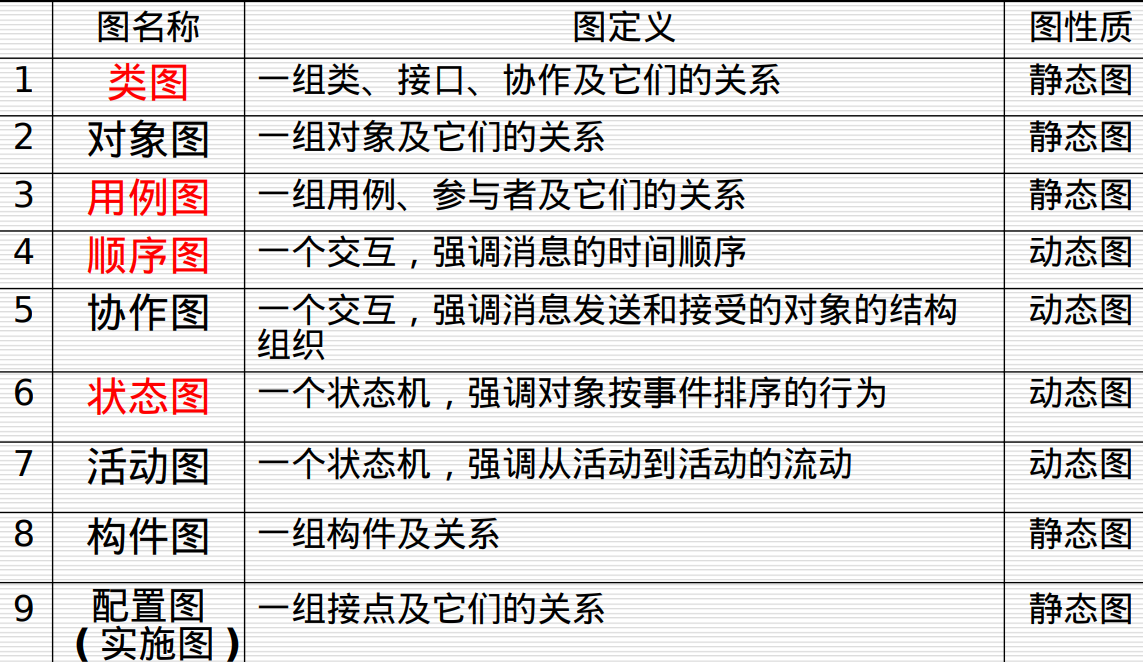 图名称 图定义 图性质
1 类图 一组类、接口、协作及它们的关系 静态图
2 对象图 一组对象及它们的关系 静态图
3 用例图 一组用例、参与者及它们的关系 静态图
4 顺序图 一个交互，强调消息的时间顺序 动态图
5 协作图 一个交互，强调消息发送和接受的对象的结构 动态图
组织
6 状态图 一个状态机，强调对象按事件排序的行为 动态图
7 活动图 一个状态机，强调从活动到活动的流动 动态图
8 构件图 一组构件及关系 静态图
9 配置图 一组接点及它们的关系 静态图
(实施图)